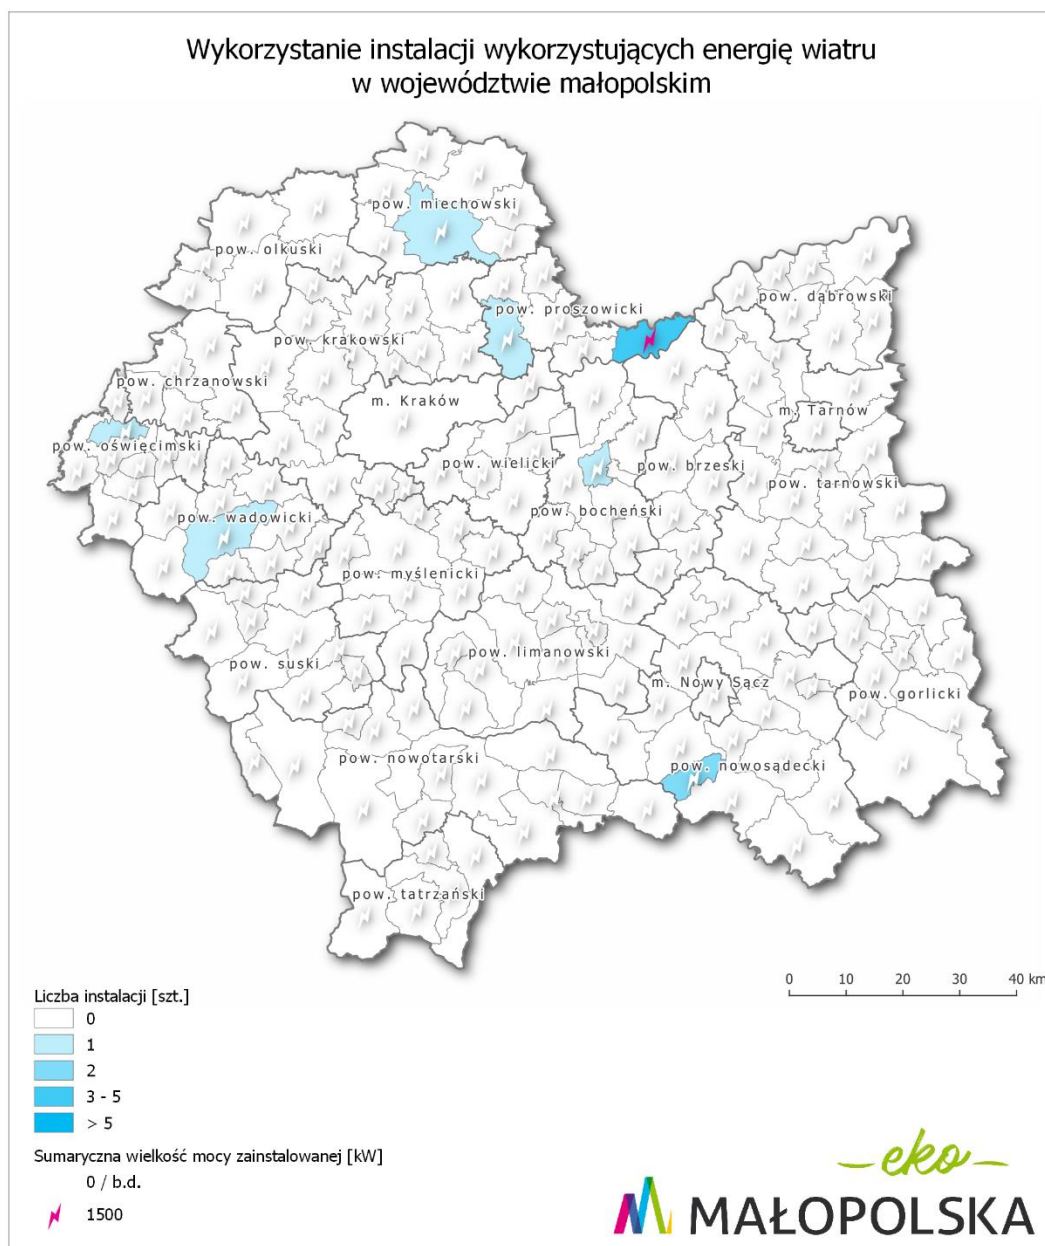 Wykorzystanie instalacji wykorzystujących energię wiatru
w województwie małopolskim
pow. miechowski
pow. olkuski
pow. dąbrowski
pow. proszowicki
pow. krakowski
pow. chrzanowski
m. Kraków
m. Tarnów
pow. oświęcimski
pow. wielicki
pow. brzeski
pow. tarnowski
pow. wadowicki
pow. bocheński
pow. myślenicki
pow. limanowski
pow. suski
m. Nowy Sącz
pow. gorlicki
pow. nowotarski
pow. nowosądecki
pow. tatrzański
0 10 20 30 40 km
Liczba instalacji [szt.]
0
1
2
3 - 5
> 5
Sumaryczna wielkość mocy zainstalowanej [kW]
0 / b.d.
1500
eko
MAŁOPOLSKA